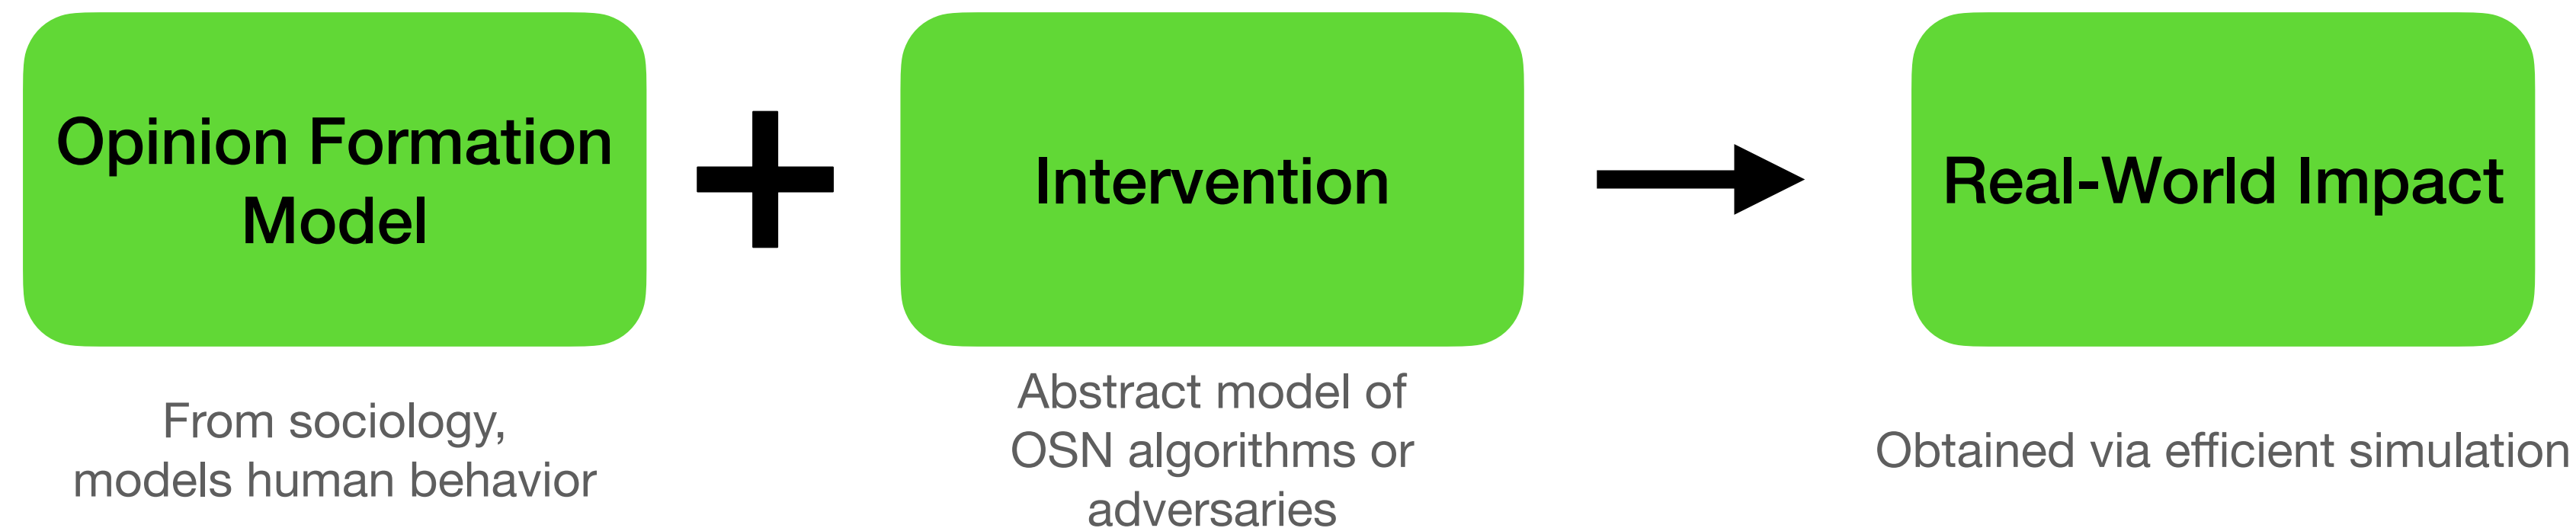 Opinion Formation
Model
+
Intervention
Real-World Impact
From sociology,
models human behavior
Abstract model of
OSN algorithms or
adversaries
Obtained via efficient simulation